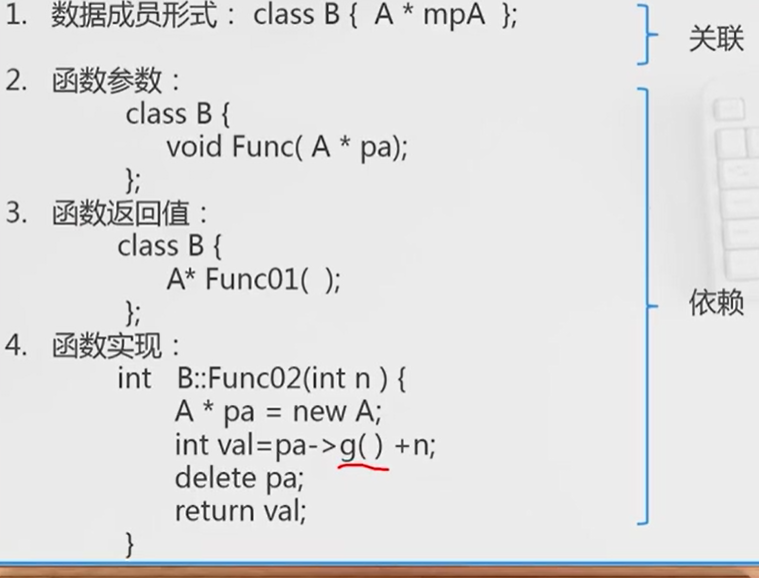 1. 数据成员形式：class B { A * mpA };
关联
2. 函数参数：
class B {
void Func( A * pa);
};
3. 函数返回值：
class B {
A* Func01( );
};
依赖
4. 函数实现：
int B::Func02(int n ) {
A * pa = new A;
int val=pa->g( ) +n;
delete pa;
return val;
}